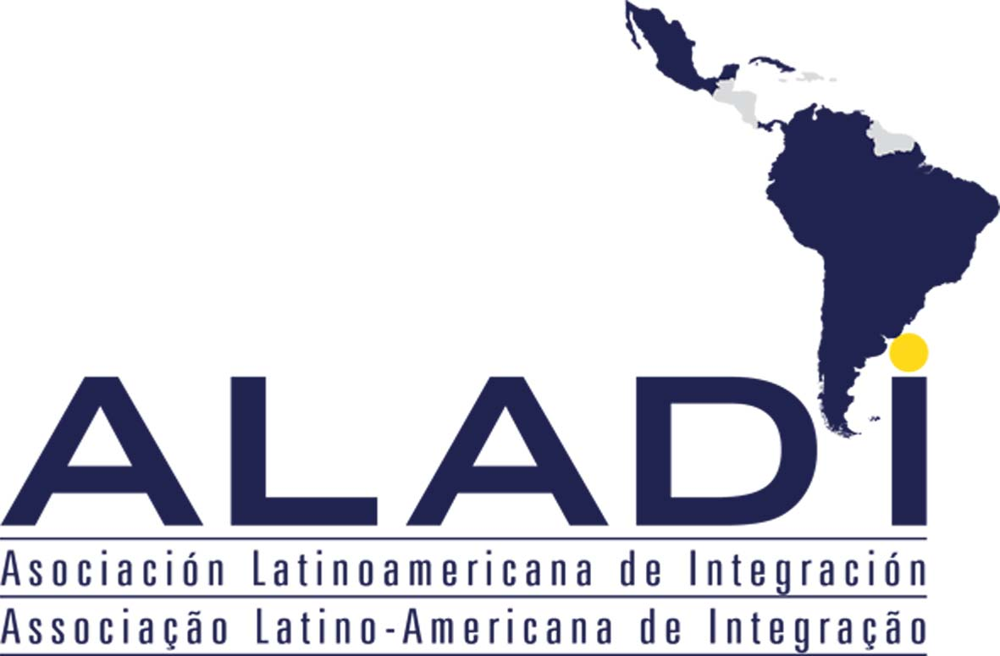 ALADi
Asociación Latinoamericana de Integración
Associação Latino-Americana de Integração